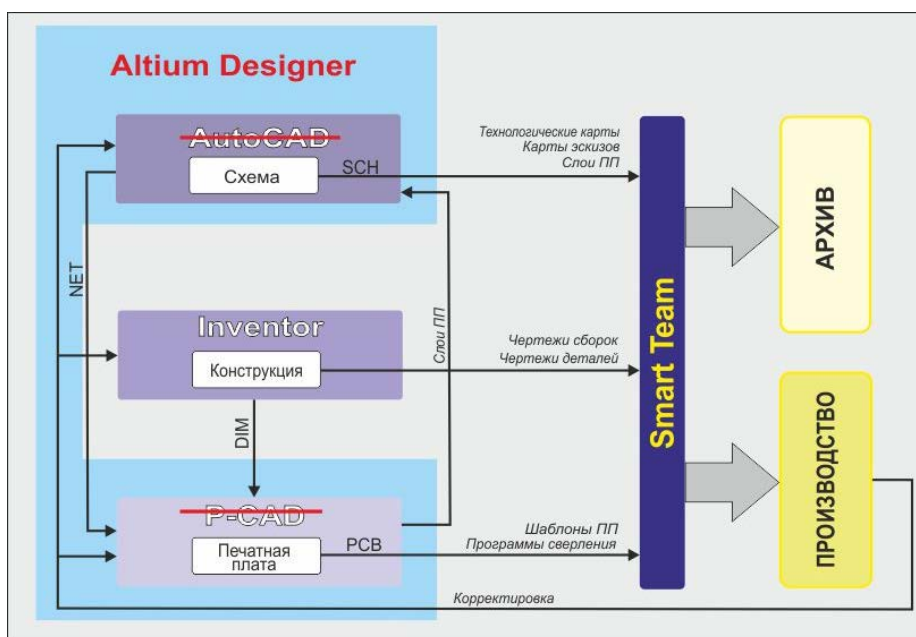 Altium Designer
AutoCAD
Схема
SCH
Технологические карты
Карты эскизов
Слои ПП
NET
Inventor
Конструкция
DIM
Слои ПП
Чертежи сборок
Чертежи деталей
P-CAD
Печатная
плата
PCB
Шаблоны ПП
Программы сверления
Корректировка
Smart Team
АРХИВ
ПРОИЗВОДСТВО